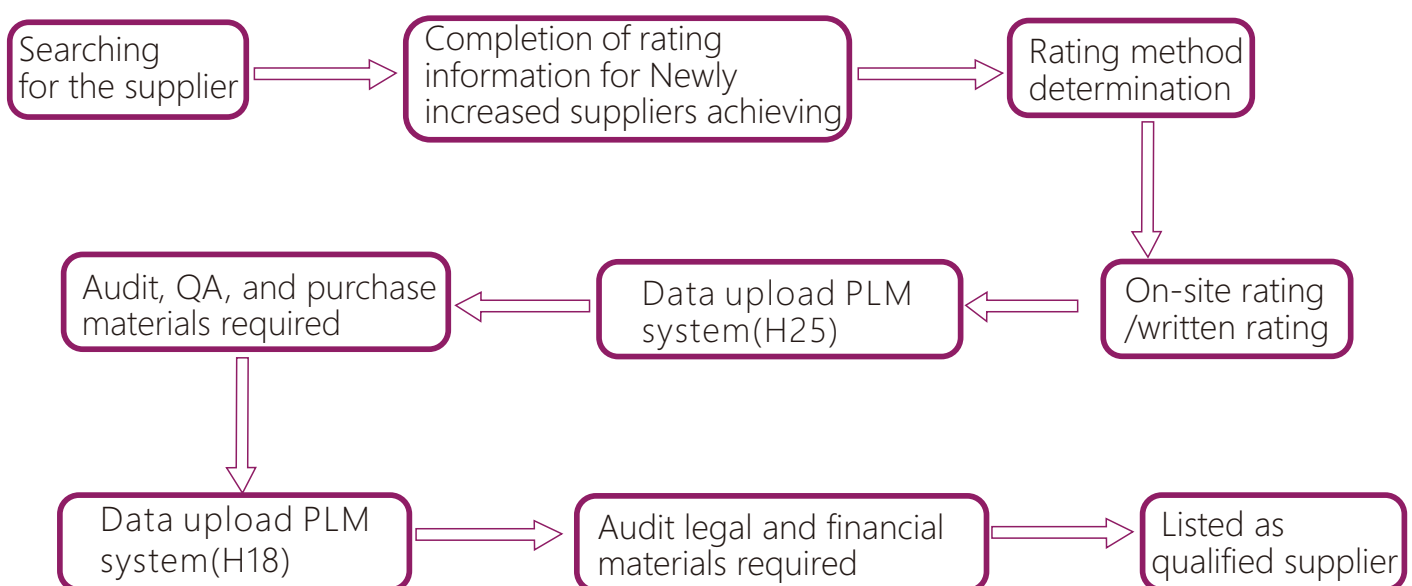 Searching
for the supplier
Completion of rating
information for Newly
increased suppliers achieving
Rating method
determination
On-site rating
/written rating
Data upload PLM
system(H25)
Audit, QA, and purchase
materials required
Data upload PLM
system(H18)
Audit legal and financial
materials required
Listed as
qualified supplier